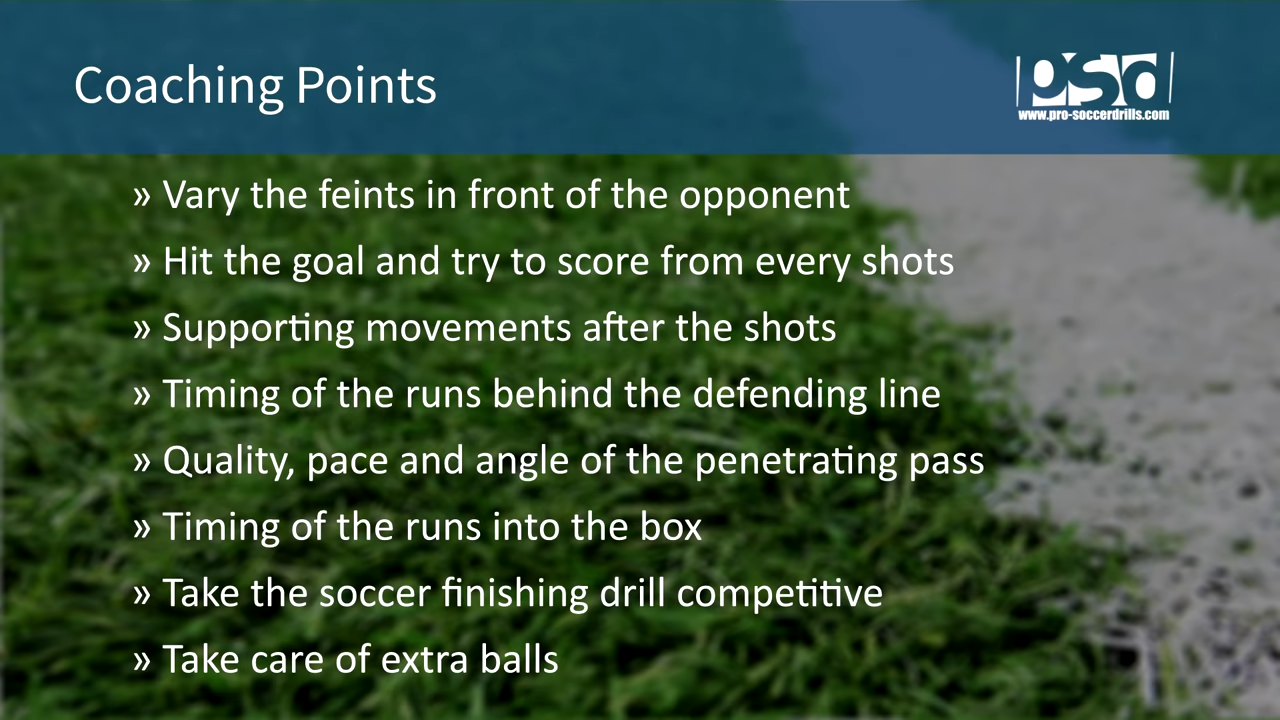 Coaching Points
psd
www.pro-soccerdrills.com
» Vary the feints in front of the opponent
» Hit the goal and try to score from every shots
» Supporting movements after the shots
» Timing of the runs behind the defending line
» Quality, pace and angle of the penetrating pass
» Timing of the runs into the box
» Take the soccer finishing drill competitive
» Take care of extra balls